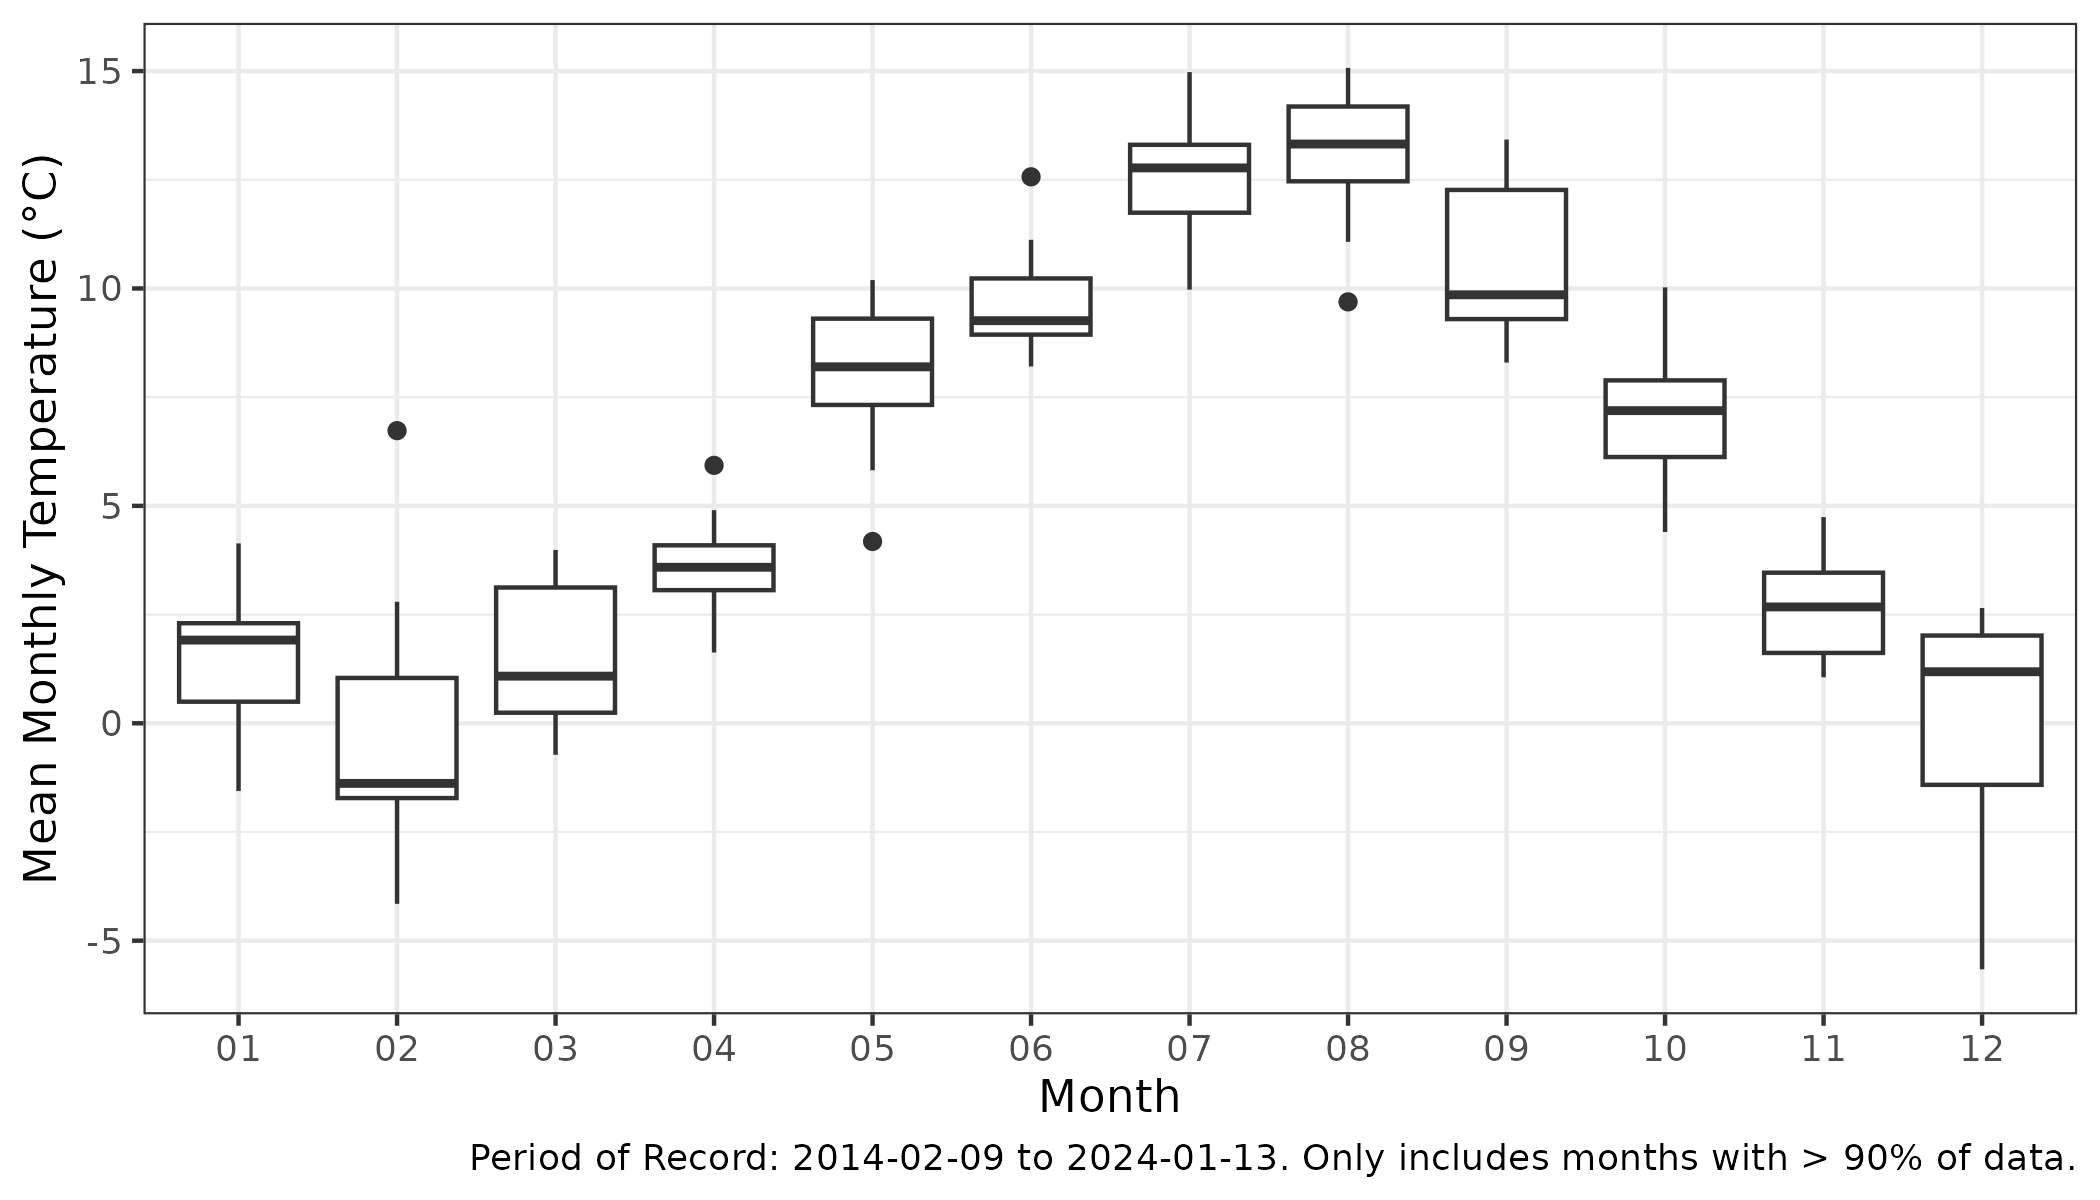 Mean Monthly Temperature (°C)
15
10
5
0
-5
01 02 03 04 05 06 07 08 09 10 11 12
Month
Period of Record: 2014-02-09 to 2024-01-13. Only includes months with > 90% of data.